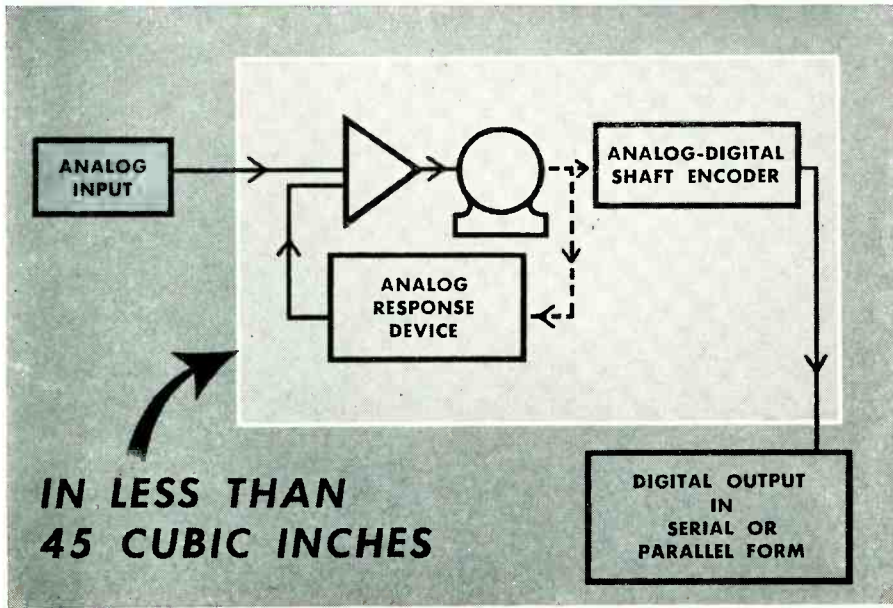 ANALOG
INPUT
ANALOG-DIGITAL
SHAFT ENCODER
ANALOG
RESPONSE
DEVICE
IN LESS THAN
45 CUBIC INCHES
DIGITAL OUTPUT
IN
SERIAL OR
PARALLEL FORM